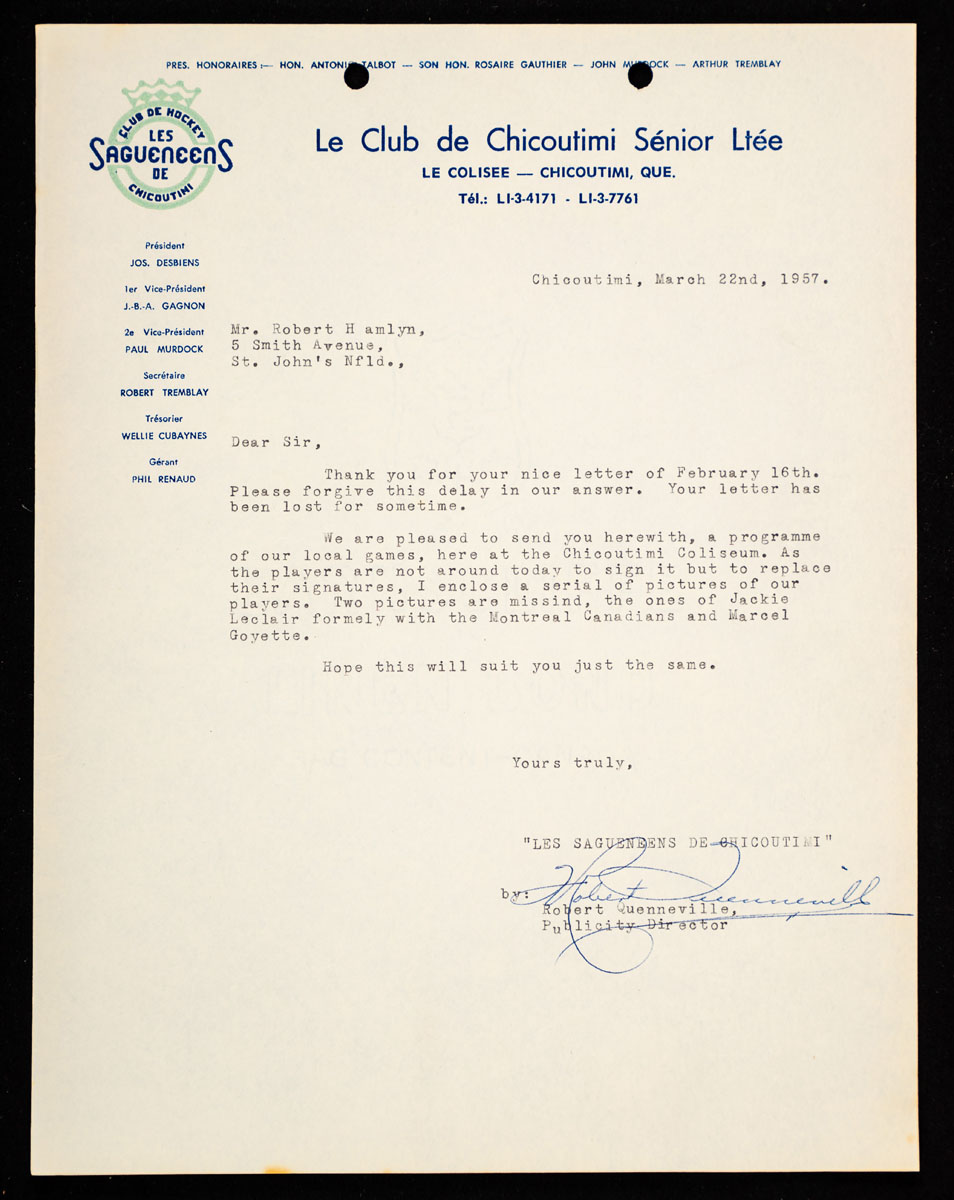 PRES. HONORAIRES:— HON. ANTONIO TALBOT — SON HON. ROSAIRE GAUTHIER — JOHN MURDOCK — ARTHUR TREMBLAY
CLUB DE HOCKEY
LES
SAGUENEENS
DE
CHICOUTIMI
Le Club de Chicoutimi Sénior Ltée
LE COLISEE — CHICOUTIMI, QUE.
Tél.: LI-3-4171 - LI-3-7761
Président
JOS. DESBIENS
1er Vice-Président
J.-B.-A. GAGNON
2e Vice-Président
PAUL MURDOCK
Secrétaire
ROBERT TREMBLAY
Trésorier
WELLIE CUBAYNES
Gérant
PHIL RENAUD
Chicoutimi, March 22nd, 1957.
Mr. Robert H amlyn,
5 Smith Avenue,
St. John's Nfld.,
Dear Sir,
Thank you for your nice letter of February 16th.
Please forgive this delay in our answer. Your letter has
been lost for sometime.
We are pleased to send you herewith, a programme
of our local games, here at the Chicoutimi Coliseum. As
the players are not around today to sign it but to replace
their signatures, I enclose a serial of pictures of our
players. Two pictures are missind, the ones of Jackie
Leclair formely with the Montreal Canadians and Marcel
Goyette.
Hope this will suit you just the same.
Yours truly,
"LES SAGUENEENS DE CHICOUTIMI"
by: Robert Quenneville
Robert Quenneville,
Publicity Director